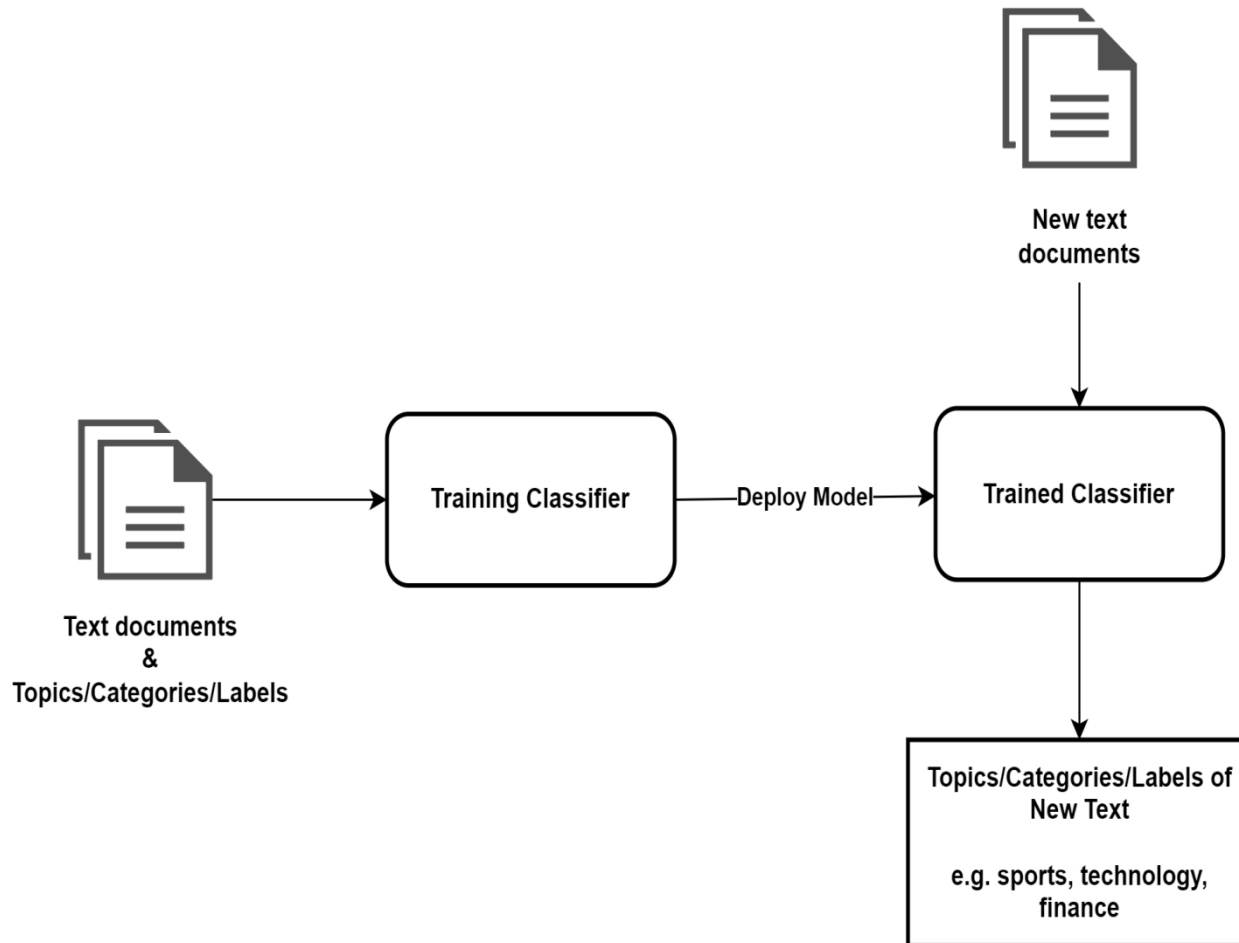 New text
documents
Training Classifier
Deploy Model
Trained Classifier
Text documents
&
Topics/Categories/Labels
Topics/Categories/Labels of
New Text
e.g. sports, technology,
finance